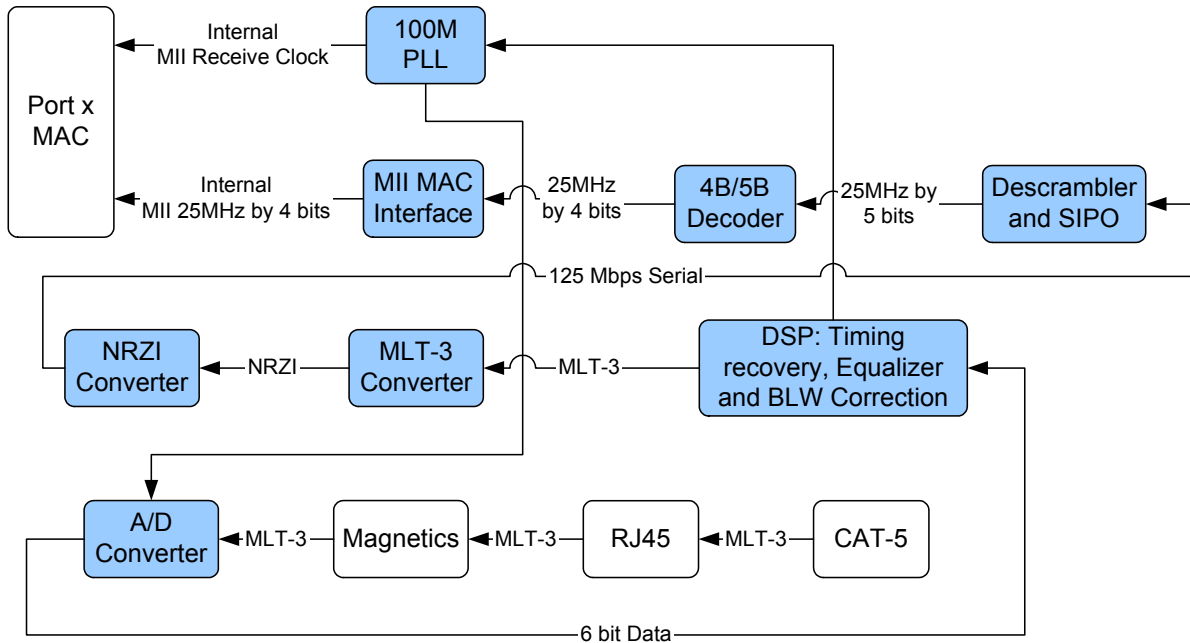 Port x
MAC
Internal
MII Receive Clock
100M
PLL
Internal
MII 25MHz by 4 bits
MII MAC
Interface
25MHz
by 4 bits
4B/5B
Decoder
25MHz by
5 bits
Descrambler
and SIPO
125 Mbps Serial
NRZI
Converter
NRZI
MLT-3
Converter
MLT-3
DSP: Timing
recovery, Equalizer
and BLW Correction
A/D
Converter
MLT-3
Magnetics
MLT-3
RJ45
MLT-3
CAT-5
6 bit Data